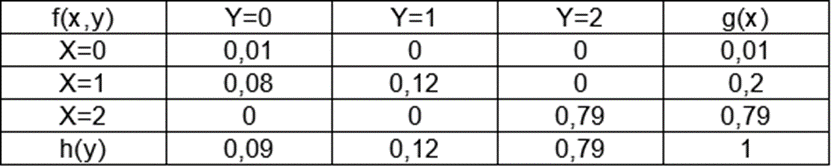 f(x,y) Y=0 Y=1 Y=2 g(x)
X=0 0,01 0 0 0,01
X=1 0,08 0,12 0 0,2
X=2 0 0 0,79 0,79
h(y) 0,09 0,12 0,79 1